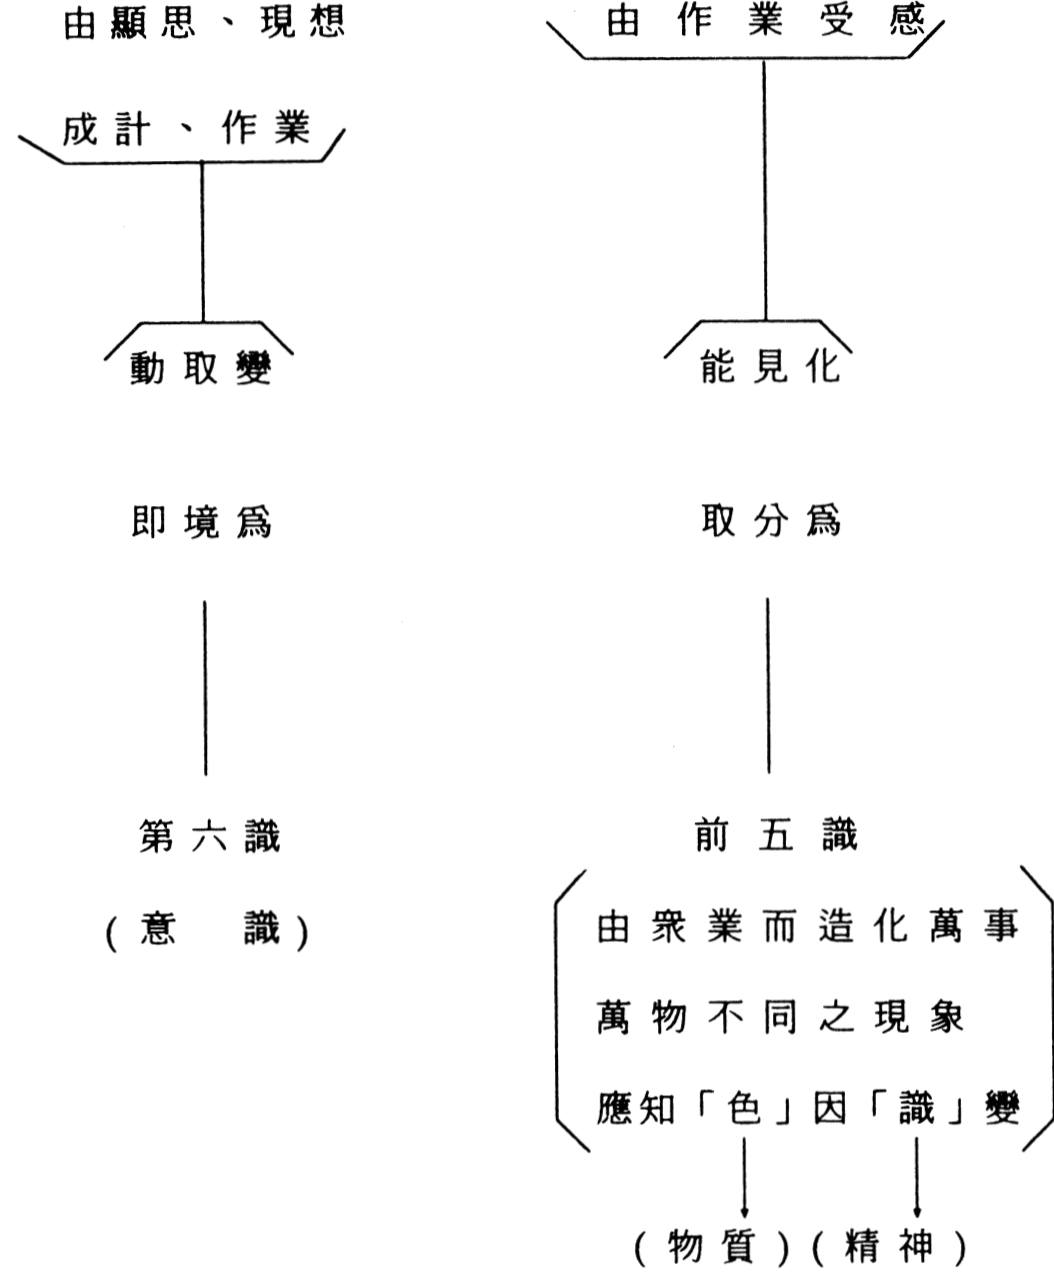 由顯思、現想
成計、作業
動取變
即境爲
第六識
(意　識)
由作業受感
能見化
取分爲
前五識
由衆業而造化萬事
萬物不同之現象
應知「色」因「識」變
(物質)(精神)